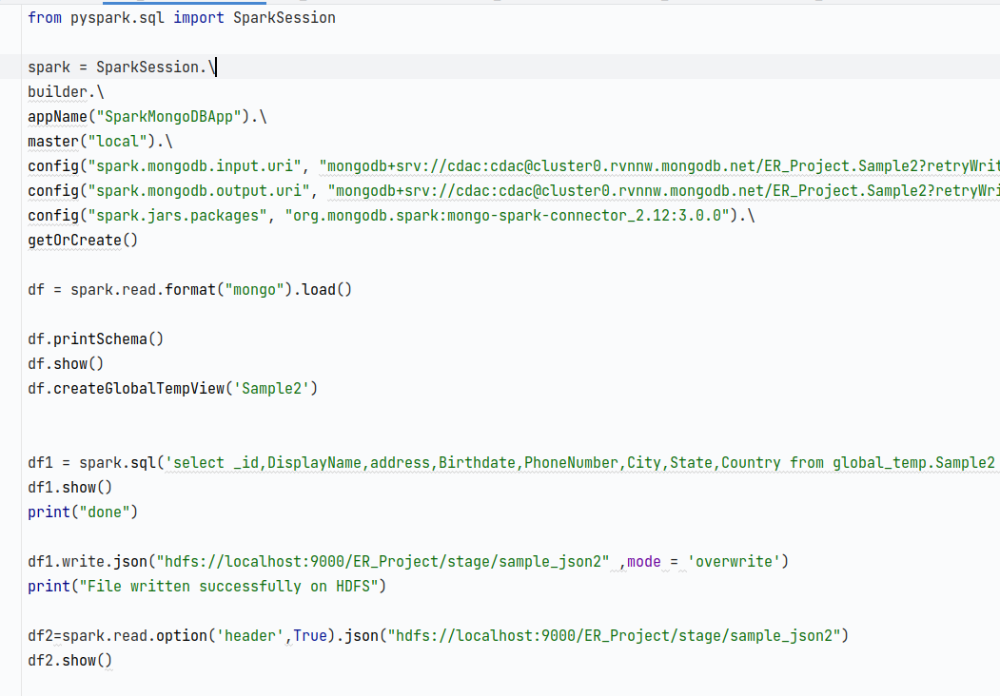 from pyspark.sql import SparkSession
spark = SparkSession.\
builder.\
appName("SparkMongoDBApp").\
master("local").\
config("spark.mongodb.input.uri", "mongodb+srv://cdac:cdac@cluster0.rvnnw.mongodb.net/ER_Project.Sample2?retryWrit
config("spark.mongodb.output.uri", "mongodb+srv://cdac:cdac@cluster0.rvnnw.mongodb.net/ER_Project.Sample2?retryWri
config("spark.jars.packages", "org.mongodb.spark:mongo-spark-connector_2.12:3.0.0").\
getOrCreate()
df = spark.read.format("mongo").load()
df.printSchema()
df.show()
df.createGlobalTempView('Sample2')
df1 = spark.sql('select _id,DisplayName,address,Birthdate,PhoneNumber,City,State,Country from global_temp.Sample2
df1.show()
print("done")
df1.write.json("hdfs://localhost:9000/ER_Project/stage/sample_json2" ,mode = 'overwrite')
print("File written successfully on HDFS")
df2=spark.read.option('header',True).json("hdfs://localhost:9000/ER_Project/stage/sample_json2")
df2.show()